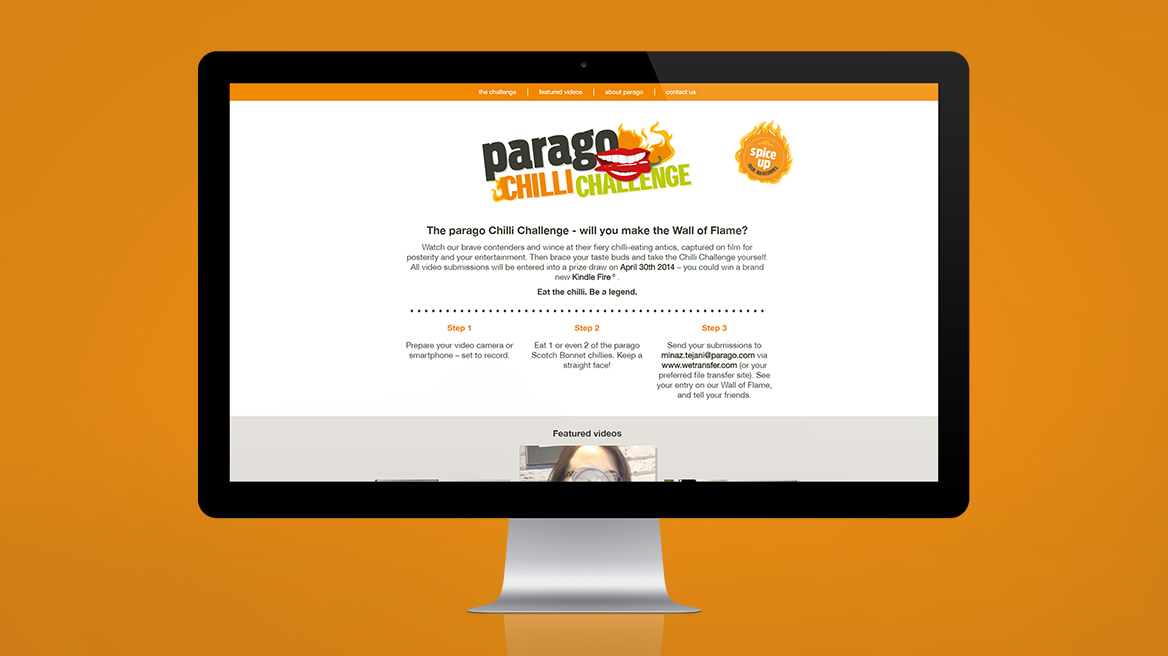 the challenge | featured videos | about parago | contact us
parago
CHILLI CHALLENGE
spice
up
The parago Chilli Challenge - will you make the Wall of Flame?
Watch our brave contenders and wince at their fiery chilli-eating antics, captured on film for
posterity and your entertainment. Then brace your taste buds and take the Chilli Challenge yourself.
All video submissions will be entered into a prize draw on April 30th 2014 – you could win a brand
new Kindle Fire® .
Eat the chilli. Be a legend.
Step 1
Prepare your video camera or
smartphone – set to record.
Step 2
Eat 1 or even 2 of the parago
Scotch Bonnet chillies. Keep a
straight face!
Step 3
Send your submissions to
minaz.tejani@parago.com via
www.wetransfer.com (or your
preferred file transfer site). See
your entry on our Wall of Flame,
and tell your friends.
Featured videos